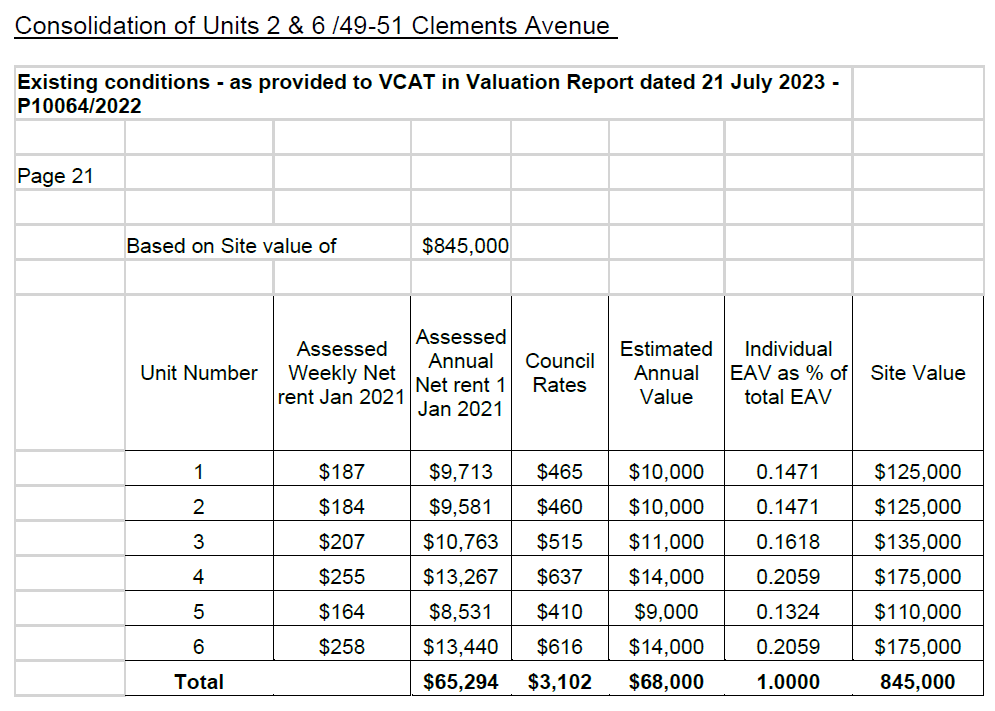 Consolidation of Units 2 & 6 /49-51 Clements Avenue
Existing conditions - as provided to VCAT in Valuation Report dated 21 July 2023 -
P10064/2022
Page 21
Based on Site value of $845,000
Unit Number
Assessed
Weekly Net
rent Jan 2021
Assessed
Annual
Net rent 1
Jan 2021
Council
Rates
Estimated
Annual
Value
Individual
EAV as % of
total EAV
Site Value
1 $187 $9,713 $465 $10,000 0.1471 $125,000
2 $184 $9,581 $460 $10,000 0.1471 $125,000
3 $207 $10,763 $515 $11,000 0.1618 $135,000
4 $255 $13,267 $637 $14,000 0.2059 $175,000
5 $164 $8,531 $410 $9,000 0.1324 $110,000
6 $258 $13,440 $616 $14,000 0.2059 $175,000
Total $65,294 $3,102 $68,000 1.0000 845,000